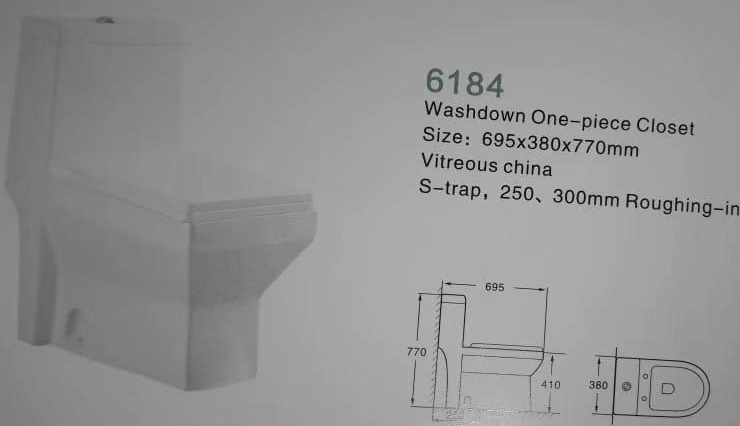 6184
Washdown One-piece Closet
Size: 695x380x770mm
Vitreous china
S-trap, 250、300mm Roughing-in
695
770
410
380